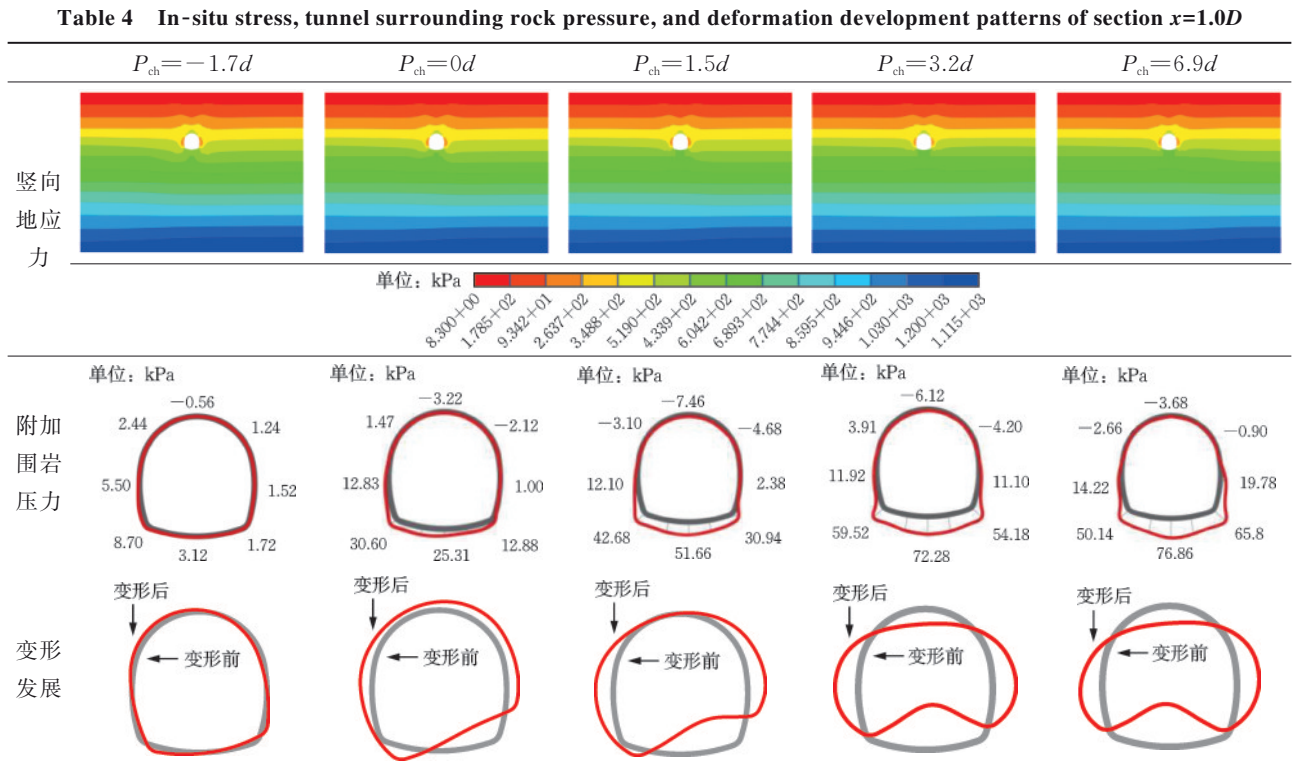 Table 4 In-situ stress, tunnel surrounding rock pressure, and deformation development patterns of section x=1.0D
P_ch=-1.7d P_ch=0d P_ch=1.5d P_ch=3.2d P_ch=6.9d
竖向
地应
力
单位：kPa
8.300+00 1.785+02 9.342+01 2.637+02 3.488+02 5.190+02 4.339+02 6.042+02 6.893+02 7.744+02 8.595+02 9.446+02 1.030+03 1.200+03 1.115+03
附加
围岩
压力
单位：kPa
-0.56
2.44 1.24
5.50 1.52
8.70 1.72
3.12
单位：kPa
-3.22
1.47 -2.12
12.83 1.00
30.60 12.88
25.31
单位：kPa
-7.46
-3.10 -4.68
12.10 2.38
42.68 30.94
51.66
单位：kPa
-6.12
3.91 -4.20
11.92 11.10
59.52 54.18
72.28
单位：kPa
-3.68
-2.66 -0.90
14.22 19.78
50.14 65.8
76.86
变形
发展
变形后
变形前
变形后
变形前
变形后
变形前
变形后
变形前
变形后
变形前